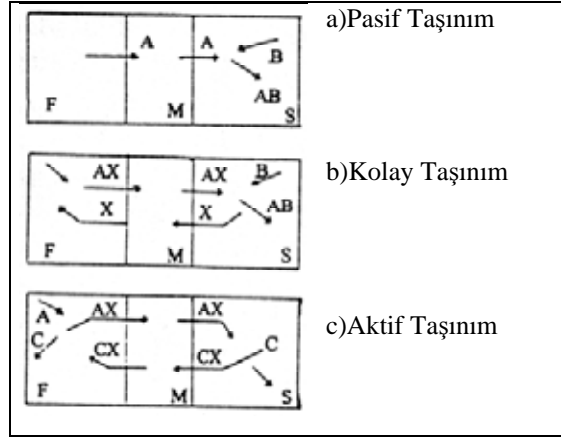 a)Pasif Taşınım
A A
B
AB
F M S
b)Kolay Taşınım
AX AX B
X X AB
F M S
c)Aktif Taşınım
A AX AX
C C
CX CX
F M S